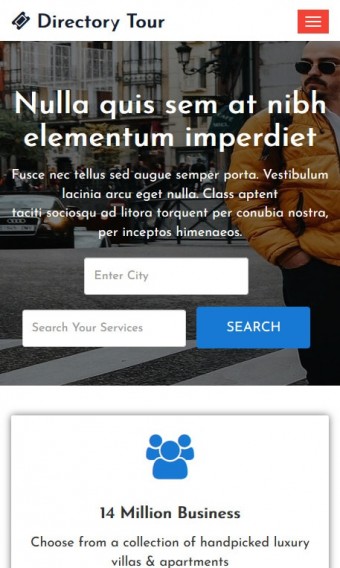 Directory Tour
Nulla quis sem at nibh
elementum imperdiet
Fusce nec tellus sed augue semper porta. Vestibulum
lacinia arcu eget nulla. Class aptent
taciti sociosqu ad litora torquent per conubia nostra,
per inceptos himenaeos.
Enter City
Search Your Services
SEARCH
14 Million Business
Choose from a collection of handpicked luxury
villas & apartments